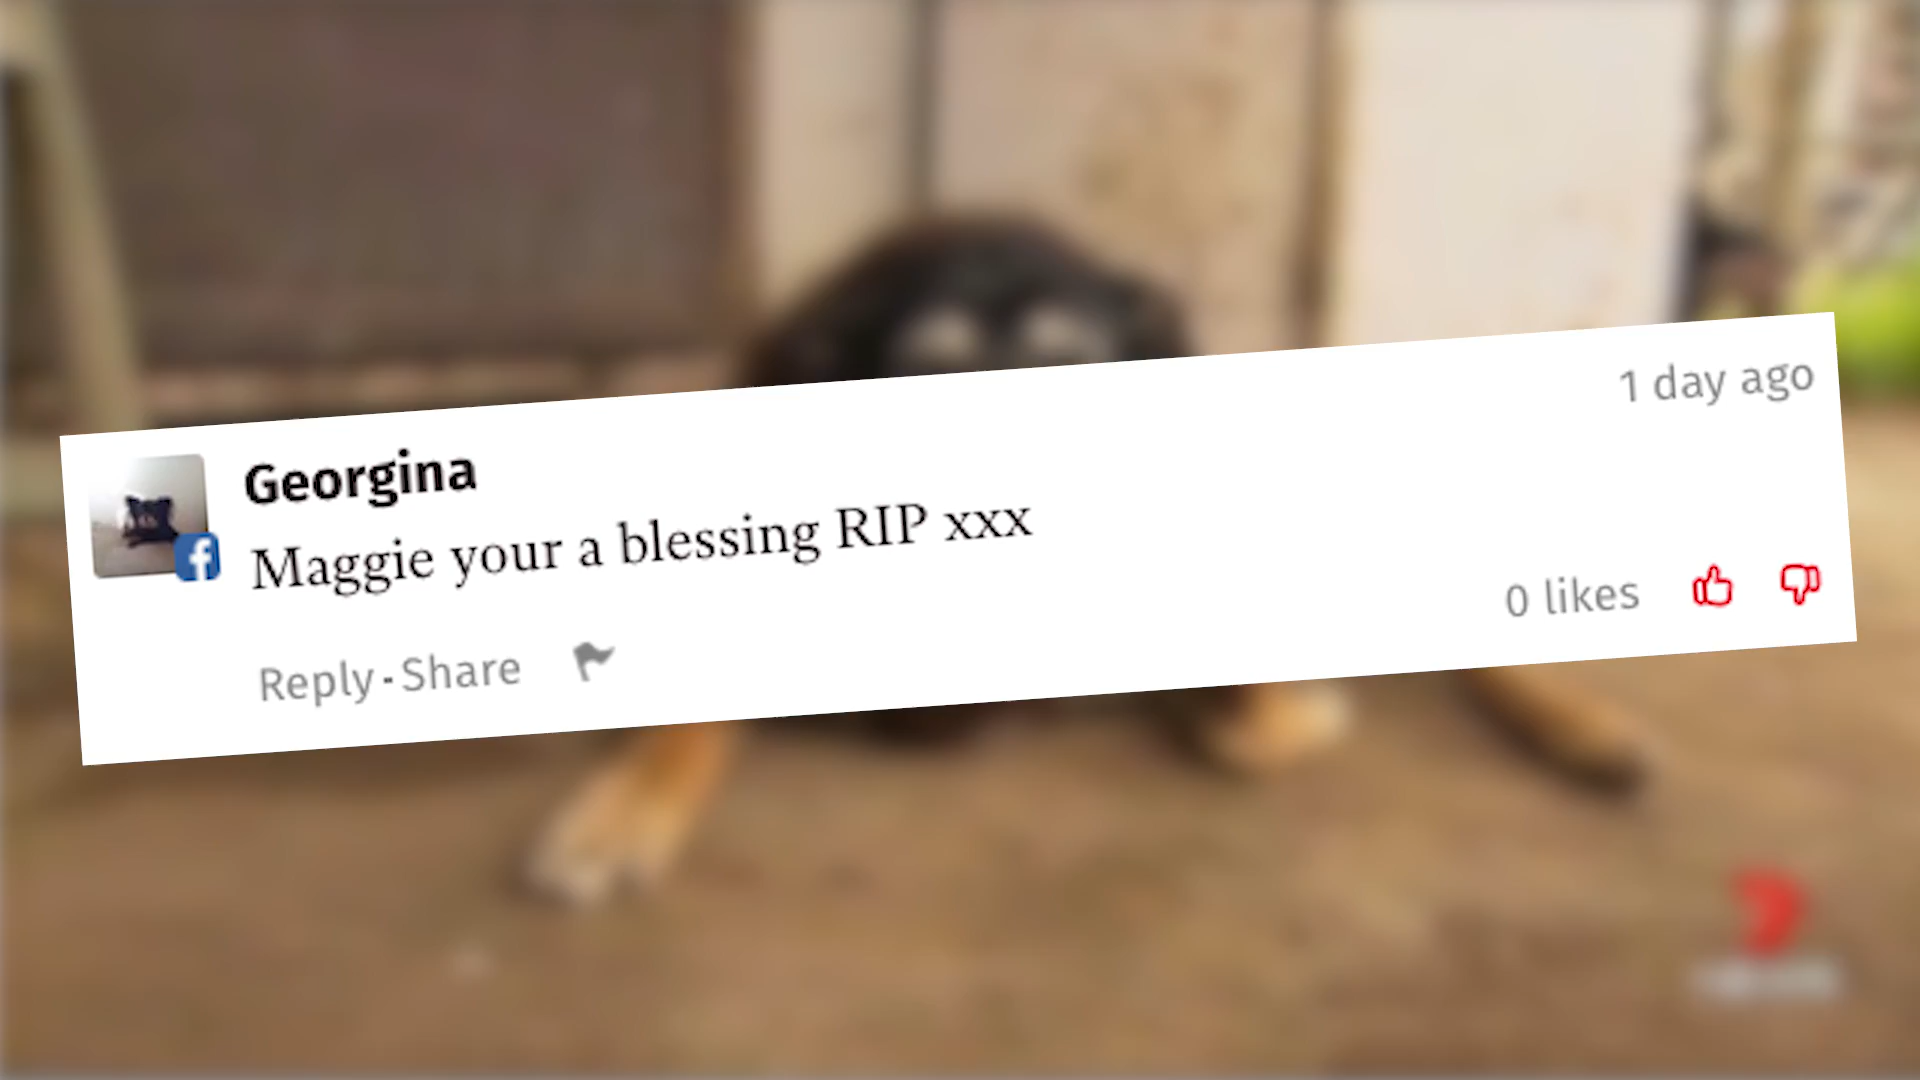 1 day ago
Georgina
Maggie your a blessing RIP xxx
0 likes
Reply · Share